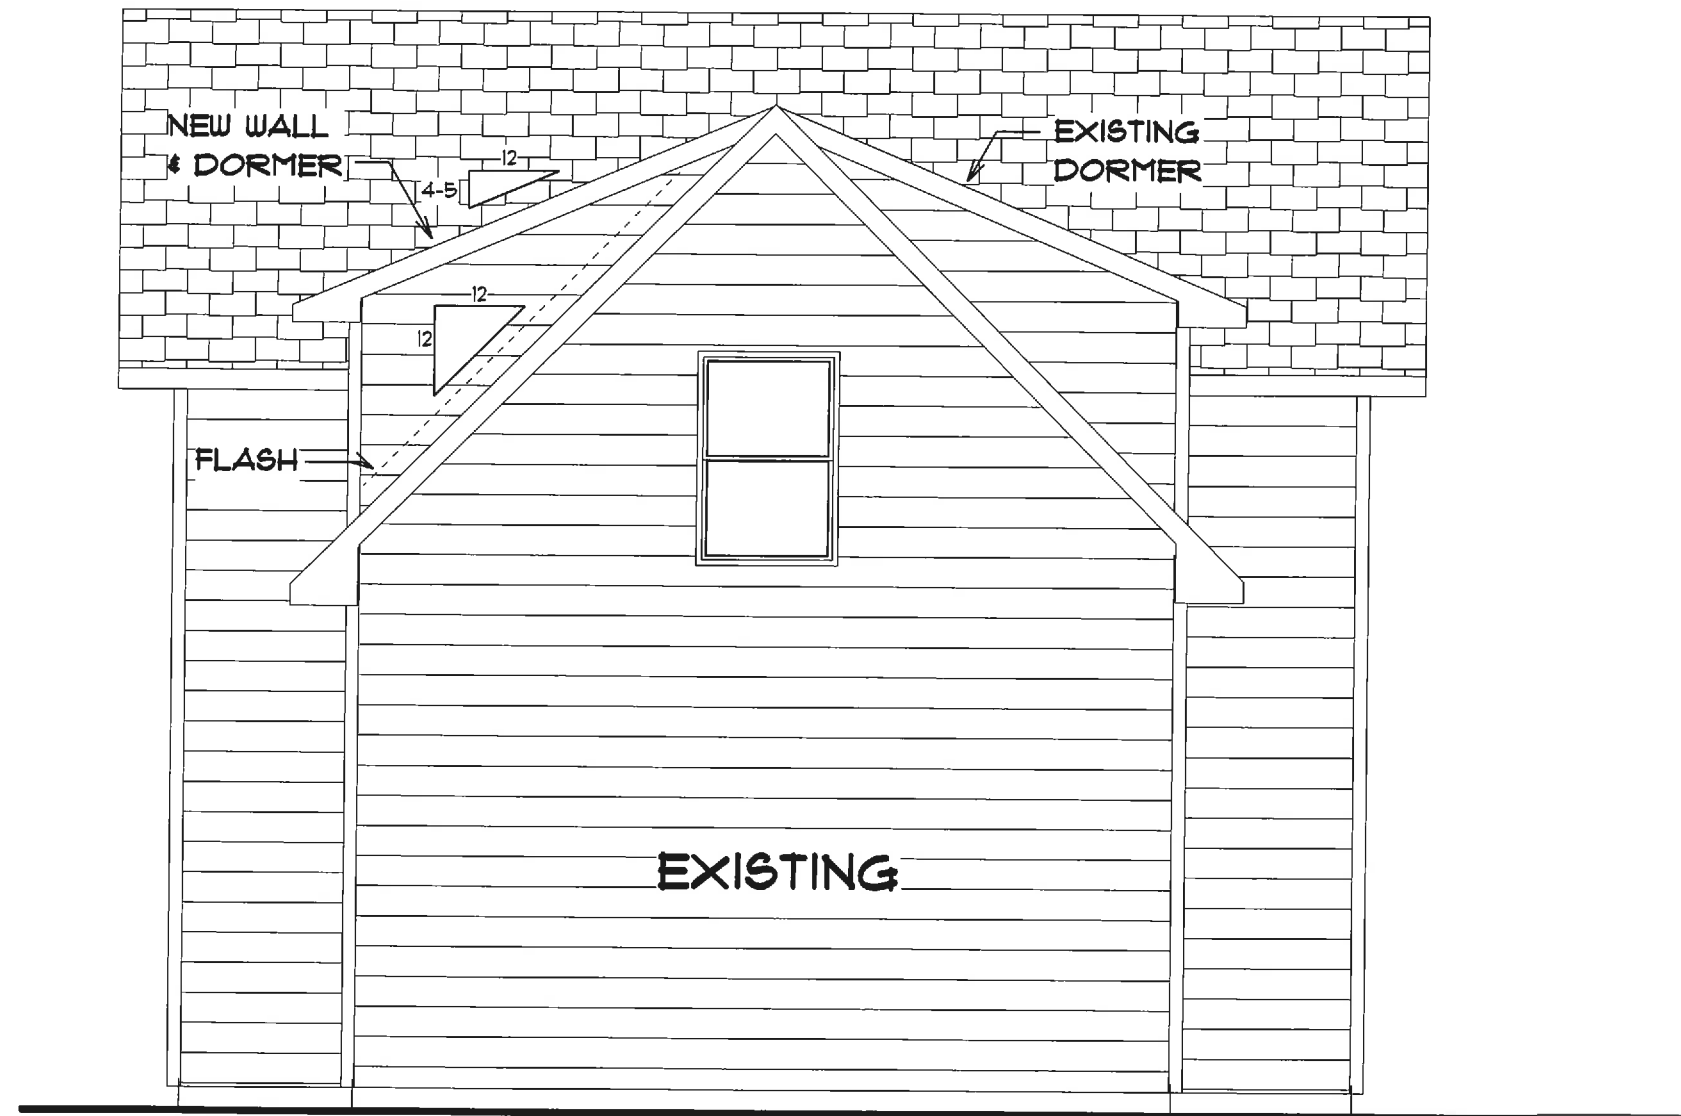 NEW WALL
& DORMER
12
4-5
EXISTING
DORMER
12
12
FLASH
EXISTING